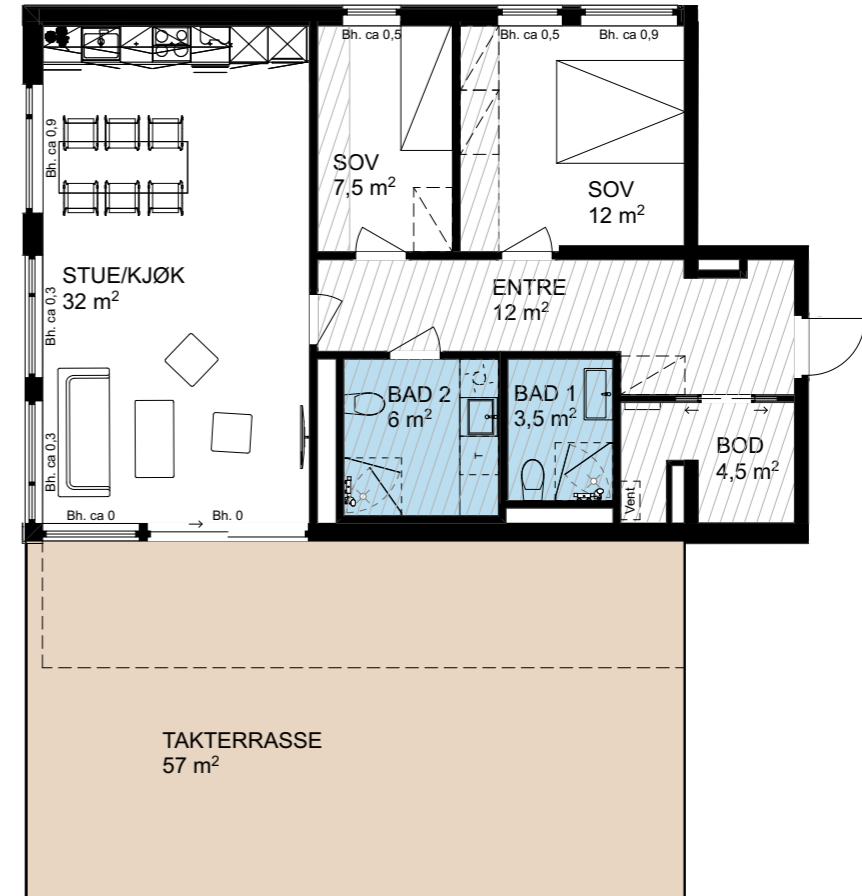 Bh. ca 0,5
Bh. ca 0,5
Bh. ca 0,9
Bh. ca 0,9
SOV
7,5 m²
SOV
12 m²
STUE/KJØK
32 m²
Bh. ca 0,3
ENTRE
12 m²
BAD 2
6 m²
BAD 1
3,5 m²
Bh. ca 0,3
BOD
4,5 m²
T
Vent
Bh. ca 0
Bh. 0
TAKTERRASSE
57 m²